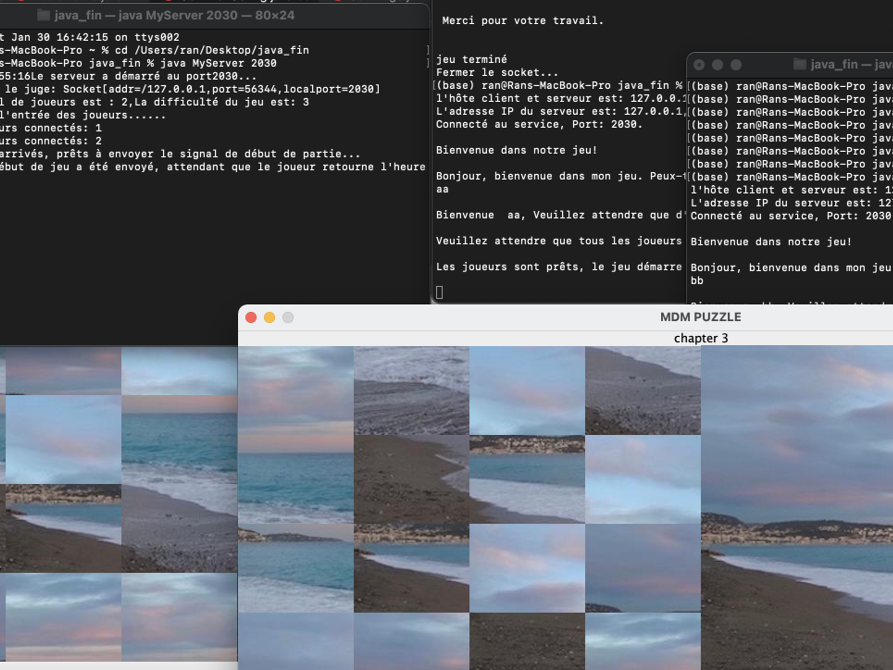 java_fin — java MyServer 2030 — 80×24
t Jan 30 16:42:15 on ttys002
s-MacBook-Pro ~ % cd /Users/ran/Desktop/java_fin
s-MacBook-Pro java_fin % java MyServer 2030
55:16Le serveur a démarré au port2030...
le juge: Socket[addr=/127.0.0.1,port=56344,localport=2030]
l de joueurs est : 2,La difficulté du jeu est: 3
l'entrée des joueurs......
urs connectés: 1
urs connectés: 2
arrivés, prêts à envoyer le signal de début de partie...
ébut de jeu a été envoyé, attendant que le joueur retourne l'heure
Merci pour votre travail.
jeu terminé
Fermer le socket...
(base) ran@Rans-MacBook-Pro java_fin %
l'hôte client et serveur est: 127.0.0.1
L'adresse IP du serveur est: 127.0.0.1,
Connecté au service, Port: 2030.
Bienvenue dans notre jeu!
Bonjour, bienvenue dans mon jeu. Peux-t
aa
Bienvenue  aa, Veuillez attendre que d'
Veuillez attendre que tous les joueurs
Les joueurs sont prêts, le jeu démarre
java_fin — jav
(base) ran@Rans-MacBook-Pro jav
(base) ran@Rans-MacBook-Pro jav
(base) ran@Rans-MacBook-Pro jav
(base) ran@Rans-MacBook-Pro jav
(base) ran@Rans-MacBook-Pro jav
(base) ran@Rans-MacBook-Pro jav
(base) ran@Rans-MacBook-Pro jav
(base) ran@Rans-MacBook-Pro jav
l'hôte client et serveur est: 1
L'adresse IP du serveur est: 12
Connecté au service, Port: 2030
Bienvenue dans notre jeu!
Bonjour, bienvenue dans mon jeu
bb
MDM PUZZLE
chapter 3